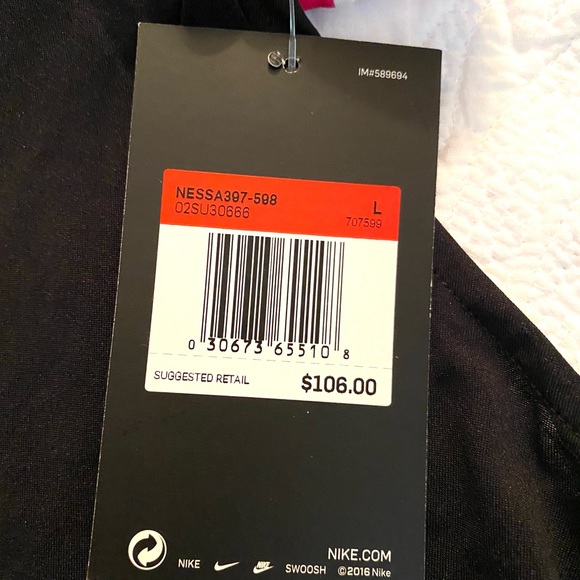 IM#589694
NESSA397-598
02SU30666
L
707599
0 30673 65510 8
SUGGESTED RETAIL $106.00
NIKE.COM
NIKE NIKE SWOOSH ©2016 Nike